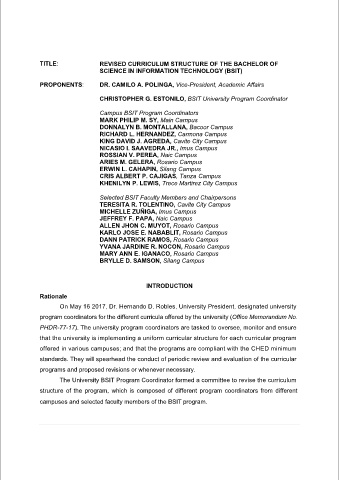 TITLE: REVISED CURRICULUM STRUCTURE OF THE BACHELOR OF
SCIENCE IN INFORMATION TECHNOLOGY (BSIT)
PROPONENTS: DR. CAMILO A. POLINGA, Vice-President, Academic Affairs
CHRISTOPHER G. ESTONILO, BSIT University Program Coordinator
Campus BSIT Program Coordinators
MARK PHILIP M. SY, Main Campus
DONNALYN B. MONTALLANA, Bacoor Campus
RICHARD L. HERNANDEZ, Carmona Campus
KING DAVID J. AGREDA, Cavite City Campus
NICASIO I. SAAVEDRA JR., Imus Campus
ROSSIAN V. PEREA, Naic Campus
ARIES M. GELERA, Rosario Campus
ERWIN L. CAHAPIN, Silang Campus
CRIS ALBERT P. CAJIGAS, Tanza Campus
KHENILYN P. LEWIS, Trece Martirez City Campus
Selected BSIT Faculty Members and Chairpersons
TERESITA R. TOLENTINO, Cavite City Campus
MICHELLE ZUÑIGA, Imus Campus
JEFFREY F. PAPA, Naic Campus
ALLEN JHON C. MUYOT, Rosario Campus
KARLO JOSE E. NABABLIT, Rosario Campus
DANN PATRICK RAMOS, Rosario Campus
YVANA JARDINE R. NOCON, Rosario Campus
MARY ANN E. IGANACO, Rosario Campus
BRYLLE D. SAMSON, Silang Campus
INTRODUCTION
Rationale
On May 16 2017, Dr. Hernando D. Robles, University President, designated university
program coordinators for the different curricula offered by the university (Office Memorandum No.
PHDR-77-17). The university program coordinators are tasked to oversee, monitor and ensure
that the university is implementing a uniform curricular structure for each curricular program
offered in various campuses; and that the programs are compliant with the CHED minimum
standards. They will spearhead the conduct of periodic review and evaluation of the curricular
programs and proposed revisions or whenever necessary.
The University BSIT Program Coordinator formed a committee to revise the curriculum
structure of the program, which is composed of different program coordinators from different
campuses and selected faculty members of the BSIT program.